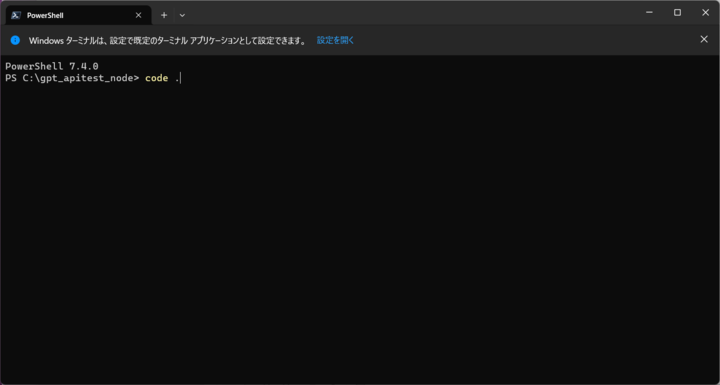 PowerShell
Windows ターミナルは、設定で既定のターミナル アプリケーションとして設定できます。 設定を開く
PowerShell 7.4.0
PS C:\gpt_apitest_node> code .